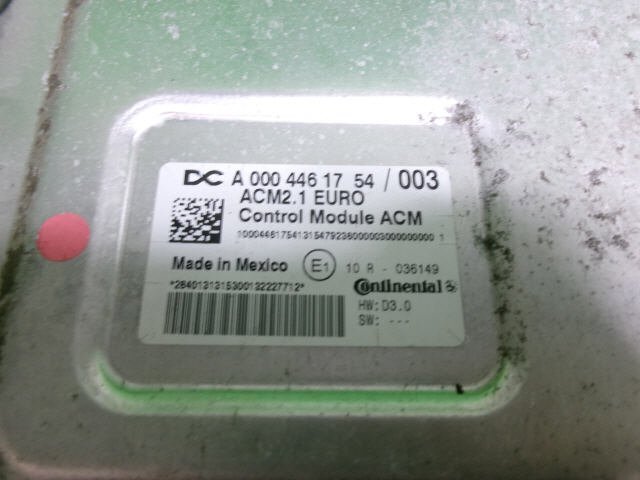 DC A 000 446 17 54 / 003
ACM2.1 EURO
Control Module ACM
10004461754131547923600000300000000 1
Made in Mexico E1 10 R - 036149
*2840131315300132227712* Continental
HW:D3.0
SW: ---